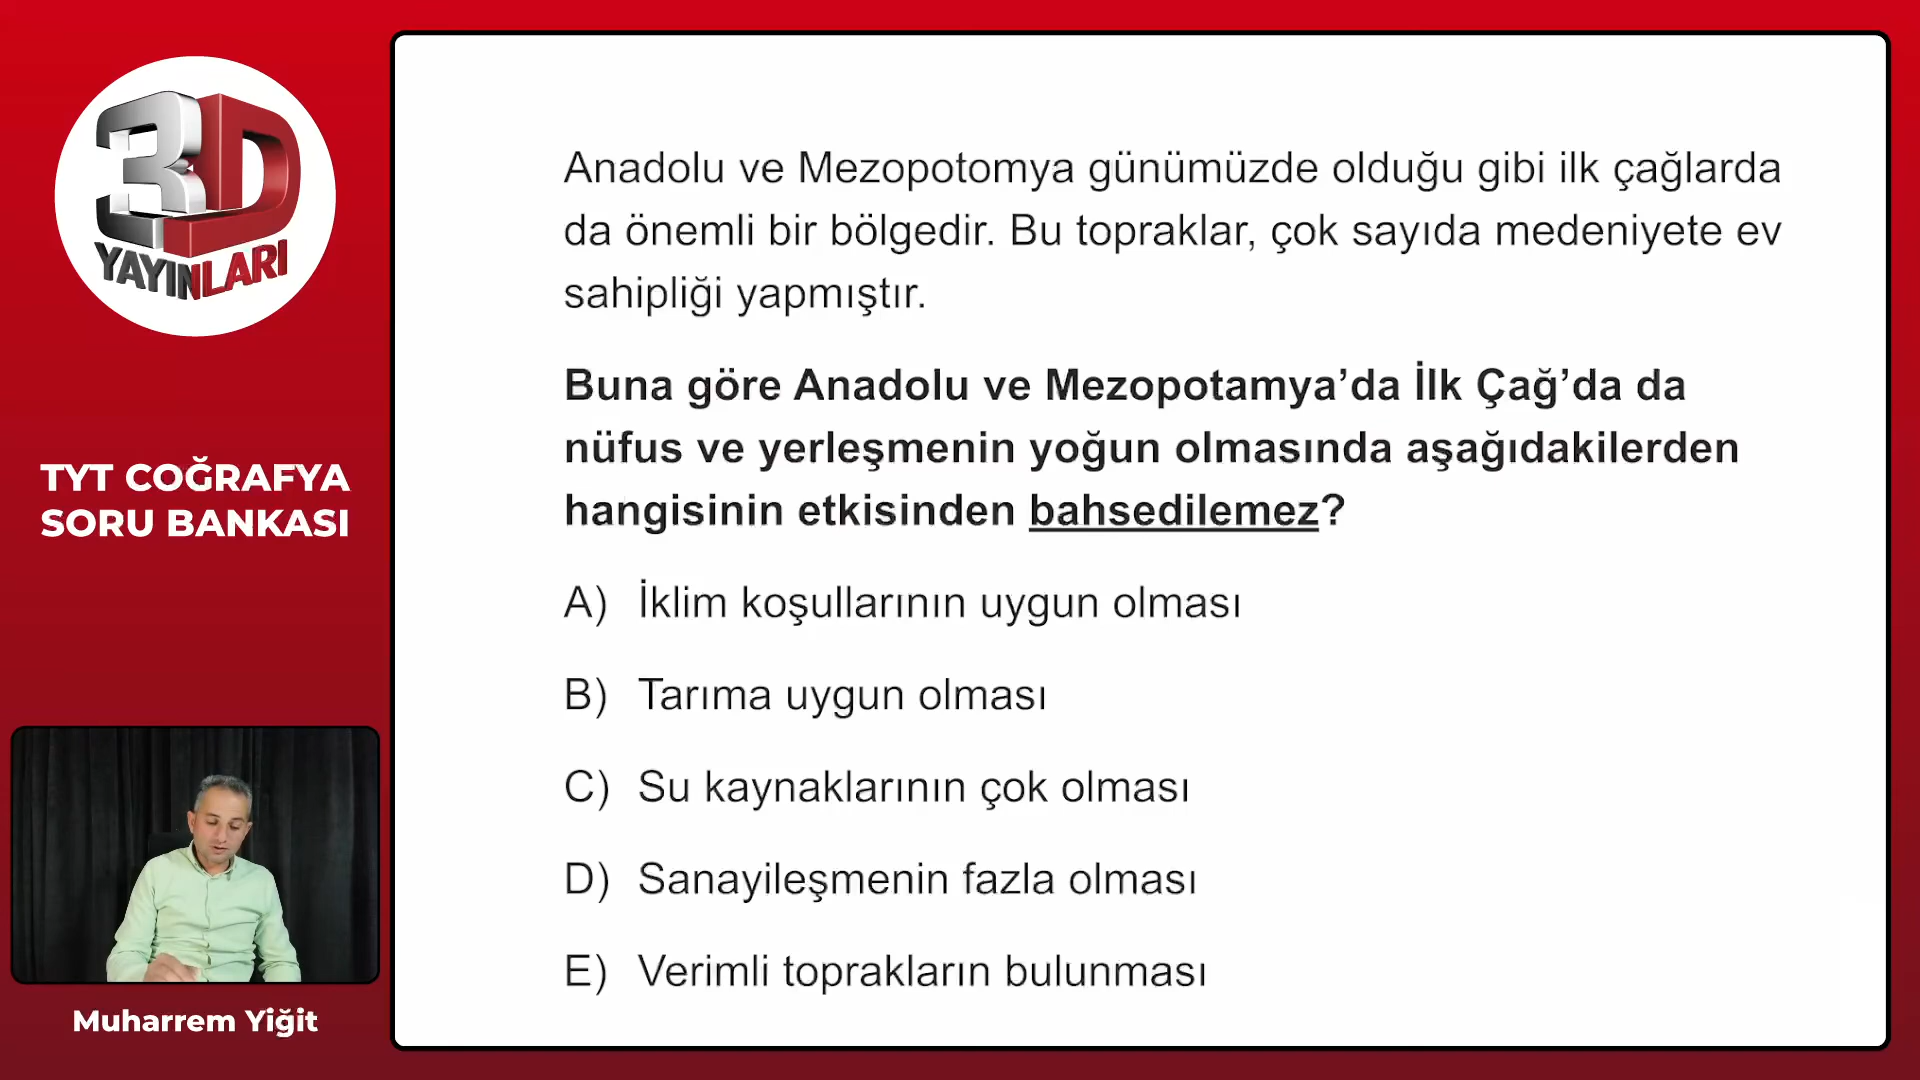 3D
YAYINLARI
TYT COĞRAFYA
SORU BANKASI
Muharrem Yiğit
Anadolu ve Mezopotomya günümüzde olduğu gibi ilk çağlarda
da önemli bir bölgedir. Bu topraklar, çok sayıda medeniyete ev
sahipliği yapmıştır.
Buna göre Anadolu ve Mezopotamya’da İlk Çağ’da da
nüfus ve yerleşmenin yoğun olmasında aşağıdakilerden
hangisinin etkisinden bahsedilemez?
A) İklim koşullarının uygun olması
B) Tarıma uygun olması
C) Su kaynaklarının çok olması
D) Sanayileşmenin fazla olması
E) Verimli toprakların bulunması